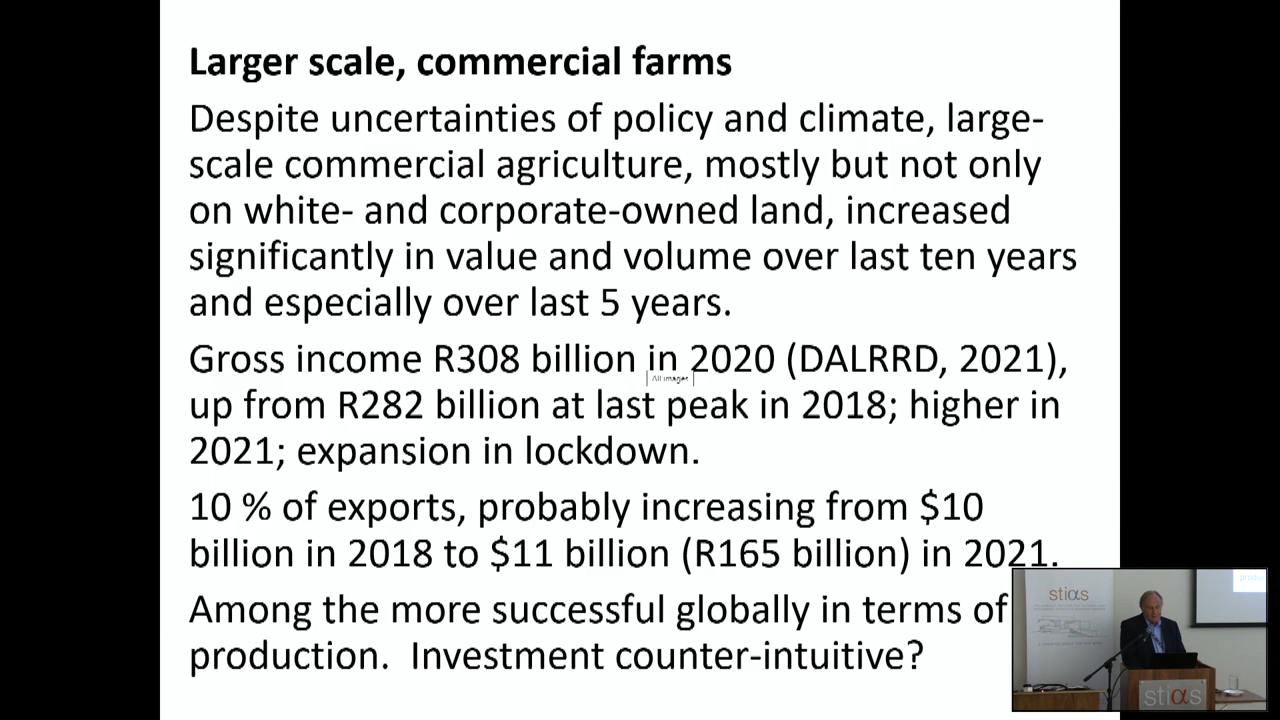 Larger scale, commercial farms
Despite uncertainties of policy and climate, large-
scale commercial agriculture, mostly but not only
on white- and corporate-owned land, increased
significantly in value and volume over last ten years
and especially over last 5 years.
Gross income R308 billion in 2020 (DALRRD, 2021),
All images
up from R282 billion at last peak in 2018; higher in
2021; expansion in lockdown.
10 % of exports, probably increasing from $10
billion in 2018 to $11 billion (R165 billion) in 2021.
Among the more successful globally in terms of
production.  Investment counter-intuitive?
stiαs
stiαs